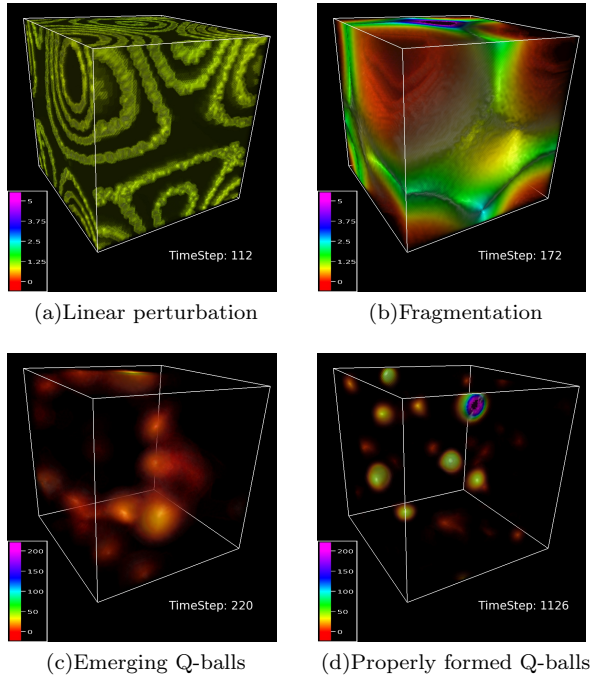 5
3.75
2.5
1.25
0
TimeStep: 112
5
3.75
2.5
1.25
0
TimeStep: 172
(a)Linear perturbation
(b)Fragmentation
200
150
100
50
0
TimeStep: 220
200
150
100
50
0
TimeStep: 1126
(c)Emerging Q-balls
(d)Properly formed Q-balls